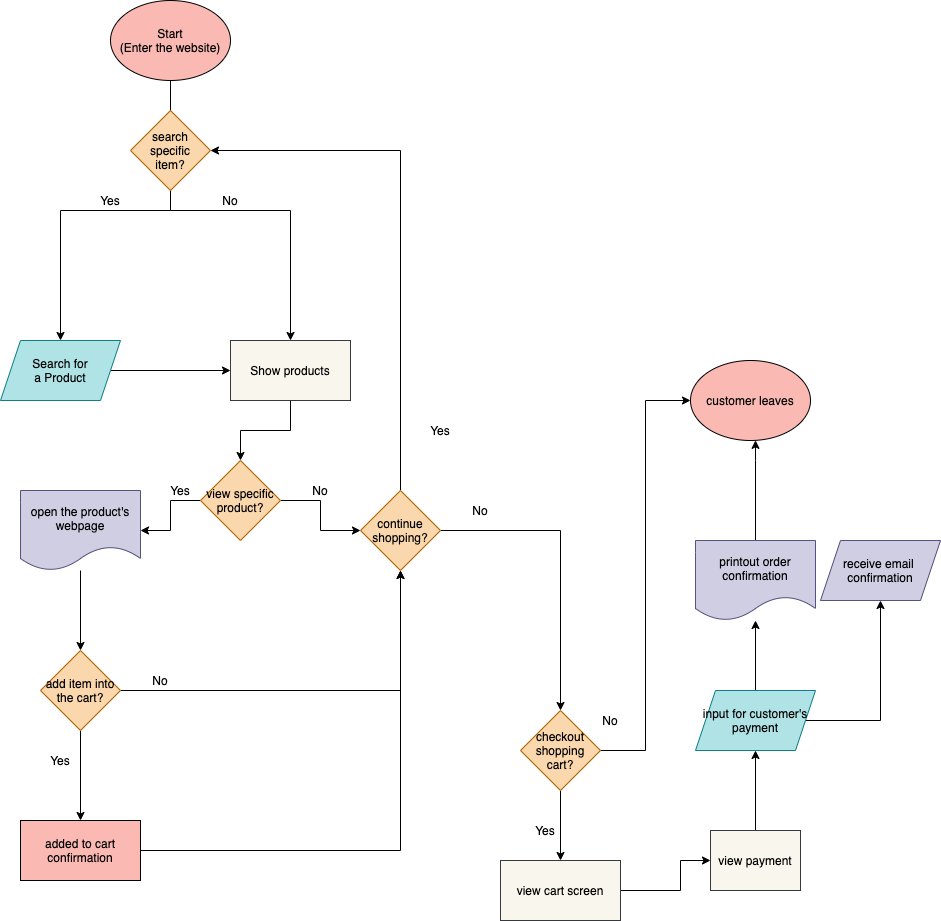 Start
(Enter the website)
search
specific
item?
Yes
No
Search for
a Product
Show products
customer leaves
Yes
view specific
product?
Yes
No
open the product's
webpage
continue
shopping?
No
printout order
confirmation
receive email
confirmation
add item into
the cart?
No
Yes
input for customer's
payment
checkout
shopping
cart?
No
Yes
added to cart
confirmation
view cart screen
view payment